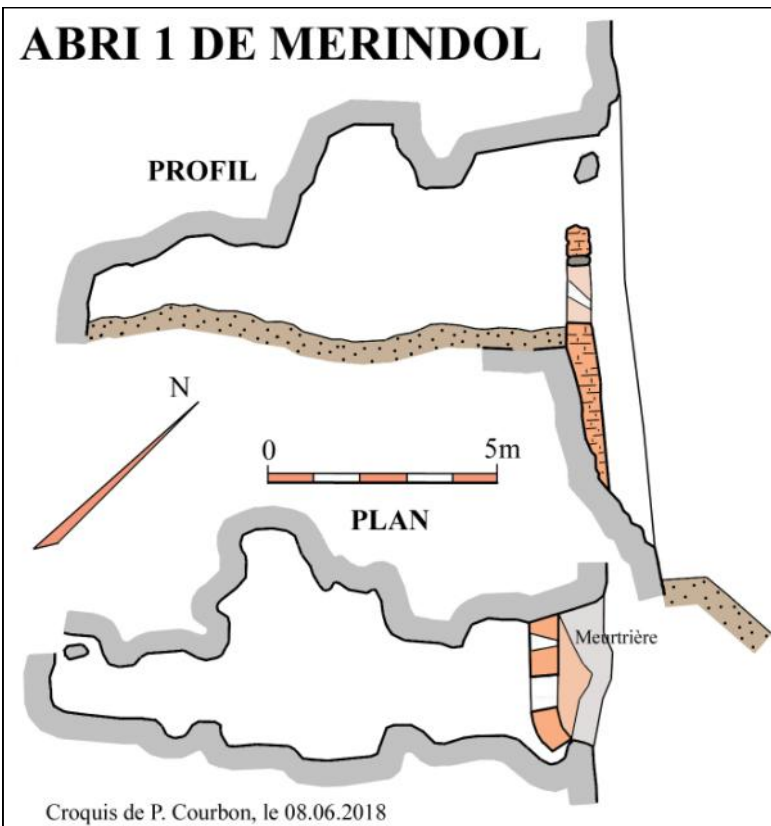 ABRI 1 DE MERINDOL
PROFIL
N
0 5m
PLAN
Meurtrière
Croquis de P. Courbon, le 08.06.2018